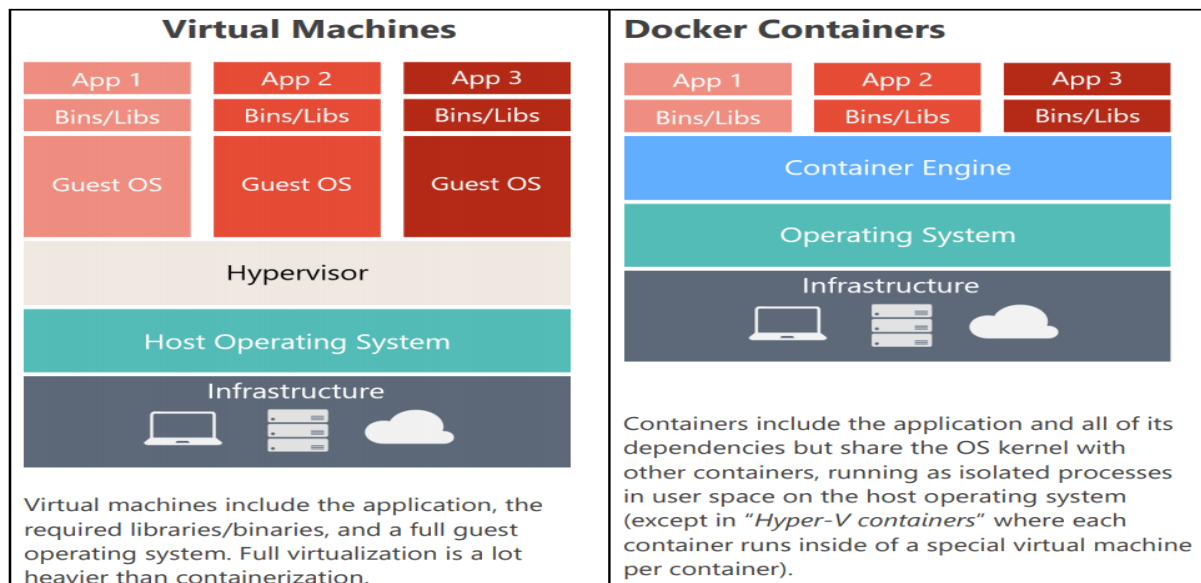 Virtual Machines
App 1
App 2
App 3
Bins/Libs
Bins/Libs
Bins/Libs
Guest OS
Guest OS
Guest OS
Hypervisor
Host Operating System
Infrastructure
Virtual machines include the application, the
required libraries/binaries, and a full guest
operating system. Full virtualization is a lot
heavier than containerization.
Docker Containers
App 1
App 2
App 3
Bins/Libs
Bins/Libs
Bins/Libs
Container Engine
Operating System
Infrastructure
Containers include the application and all of its
dependencies but share the OS kernel with
other containers, running as isolated processes
in user space on the host operating system
(except in “Hyper-V containers” where each
container runs inside of a special virtual machine
per container).